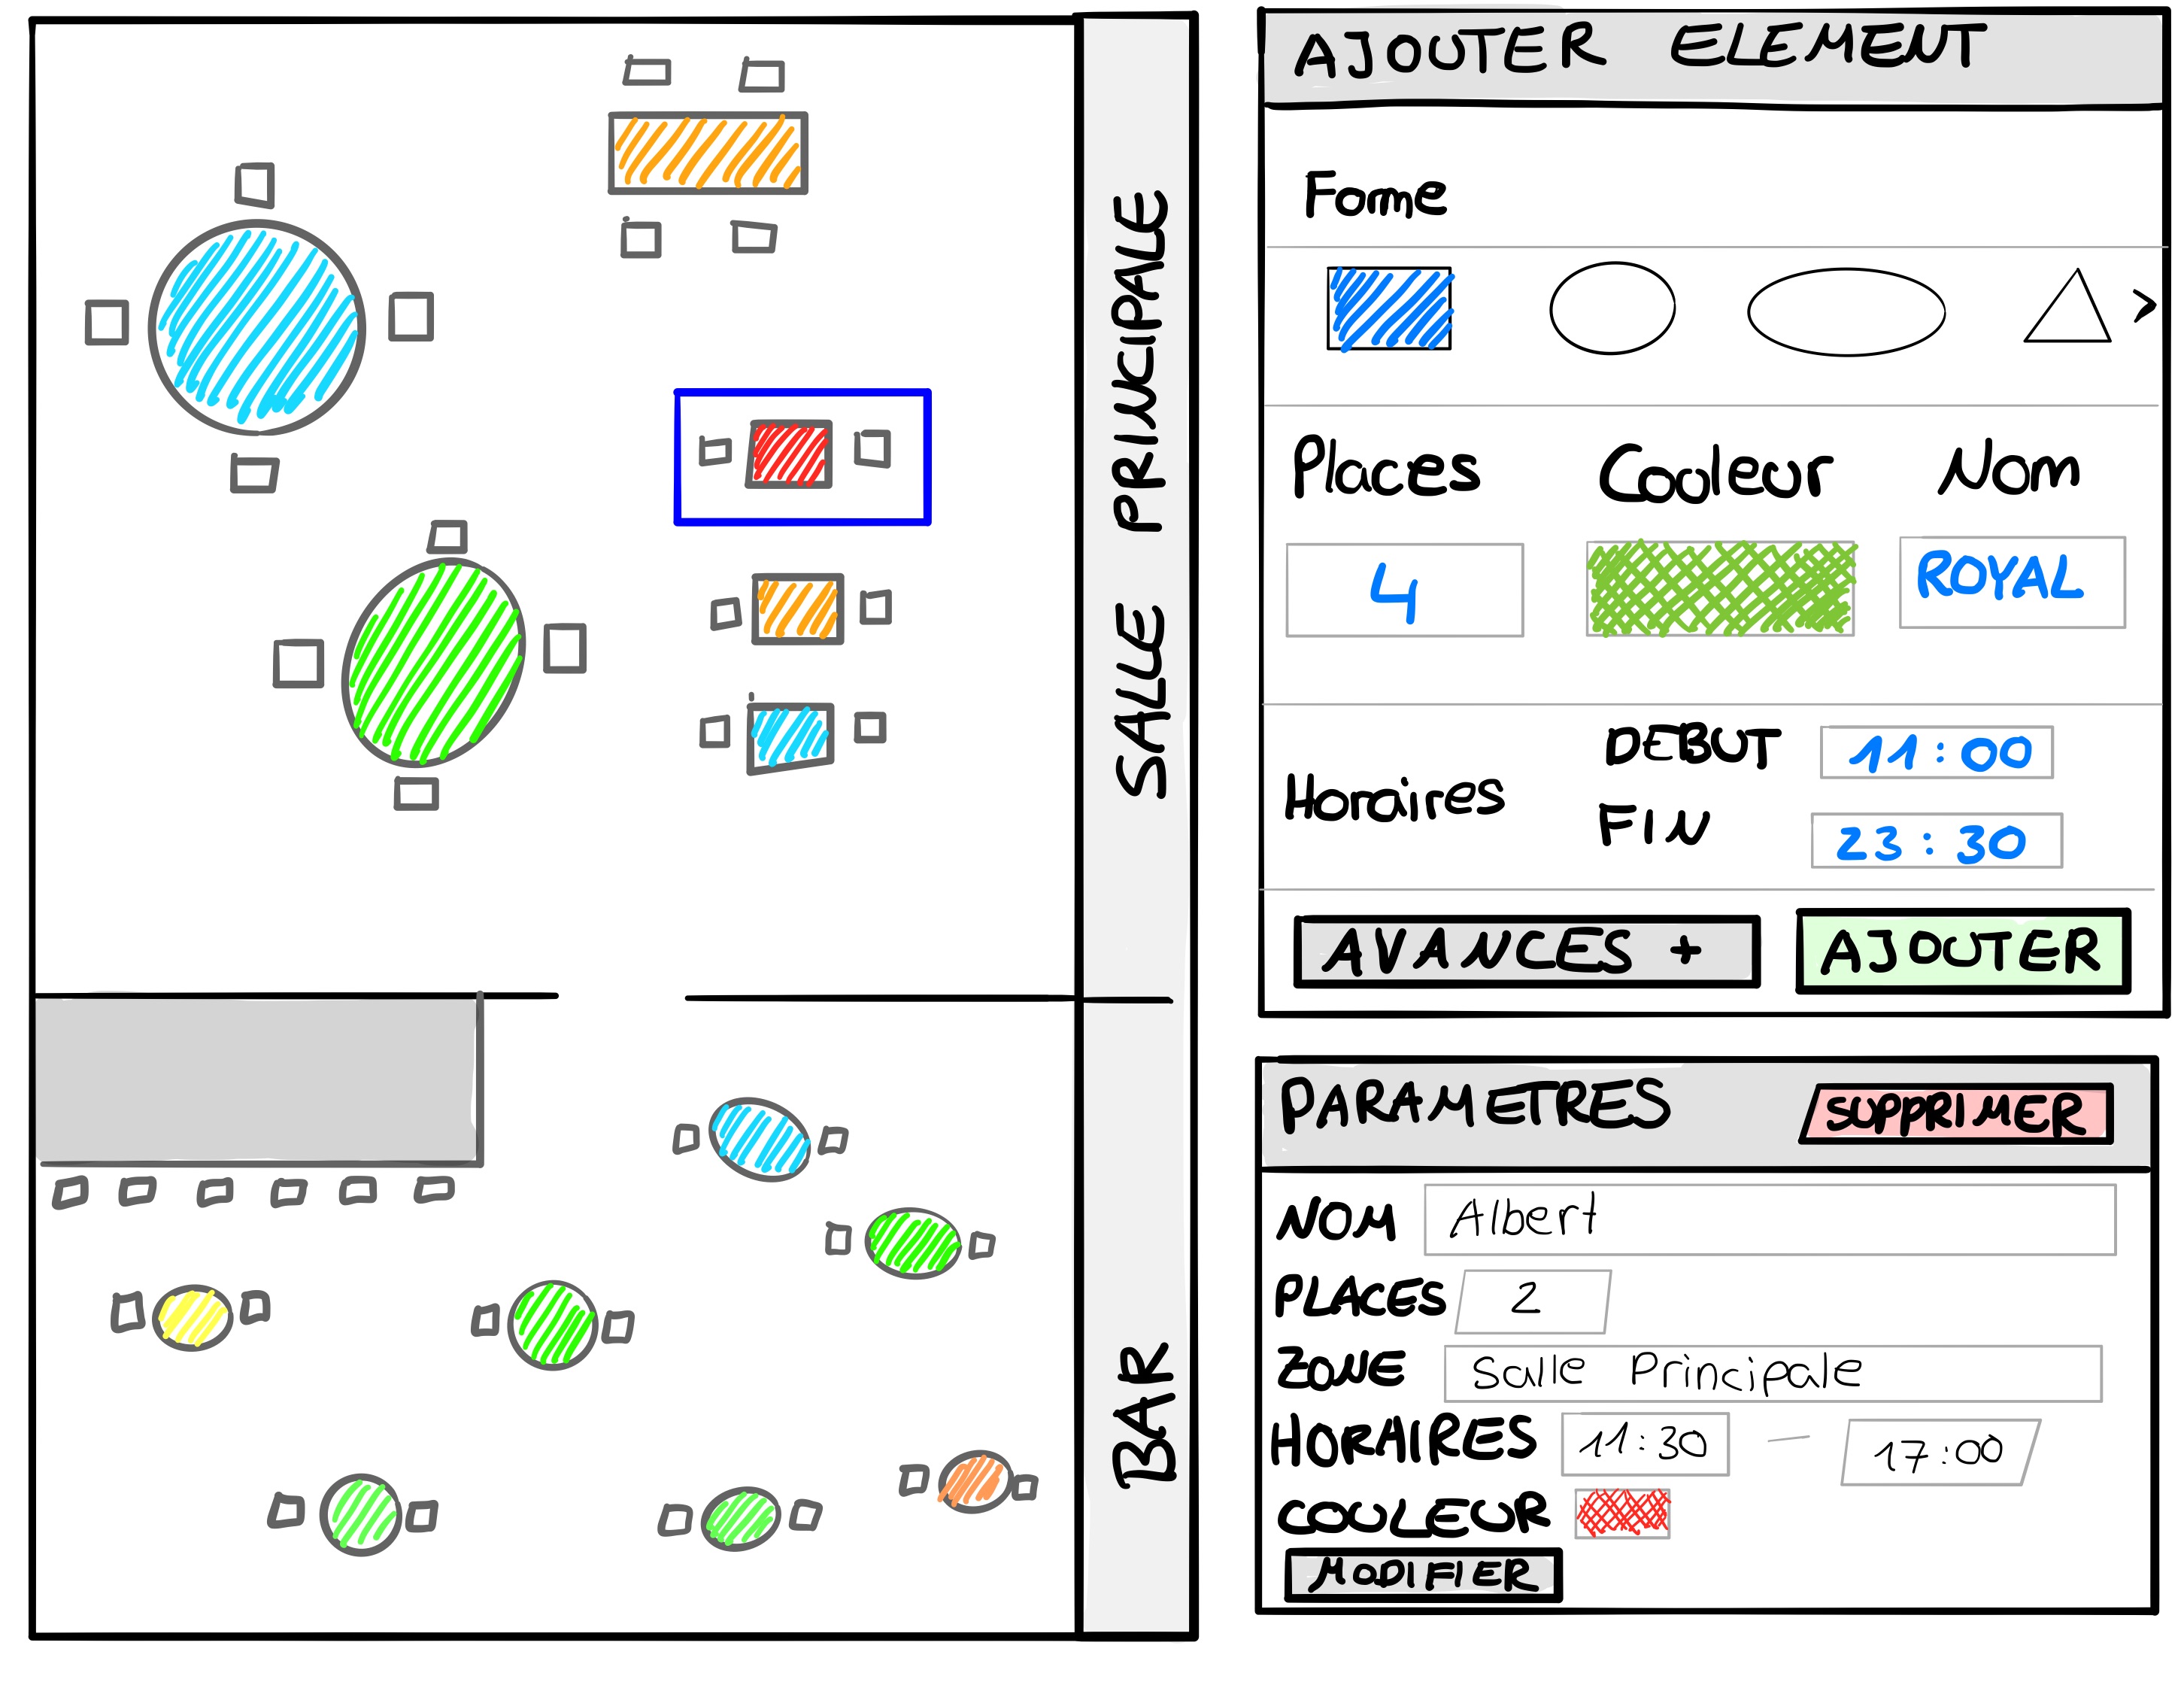 SALLE PRINCIPALE
BAR
AJOUTER ELEMENT
Fome
>
Places Couleur Nom
4 ROYAL
Horaires
DEBUT 11:00
FIN 23:30
AVANCES +
AJOUTER
PARAMETRES SUPPRIMER
NOM Albert
PLACES 2
ZONE Salle Principale
HORAIRES 11:30 — 17:00
COULEUR
MODIFIER